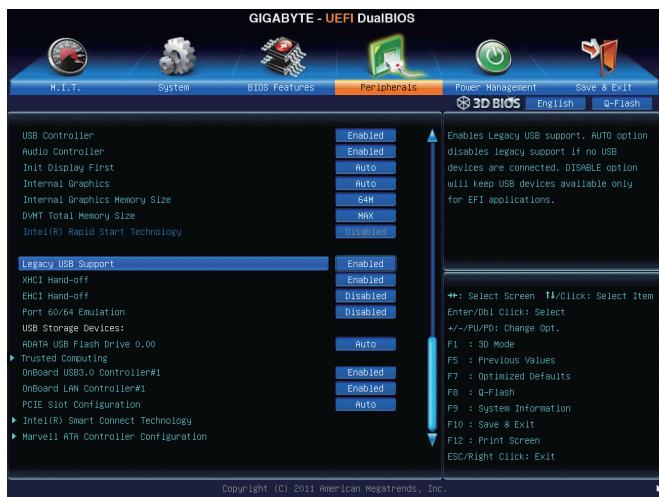 GIGABYTE - UEFI DualBIOS
M.I.T. System BIOS Features Peripherals Power Management Save & Exit
3D BIOS English Q-Flash
USB Controller Enabled
Audio Controller Enabled
Init Display First Auto
Internal Graphics Auto
Internal Graphics Memory Size 64M
DVMT Total Memory Size MAX
Intel(R) Rapid Start Technology Disabled
Legacy USB Support Enabled
XHCI Hand-off Enabled
EHCI Hand-off Disabled
Port 60/64 Emulation Disabled
USB Storage Devices:
ADATA USB Flash Drive 0.00 Auto
Trusted Computing
OnBoard USB3.0 Controller#1 Enabled
OnBoard LAN Controller#1 Enabled
PCIE Slot Configuration Auto
Intel(R) Smart Connect Technology
Marvell ATA Controller Configuration
Enables Legacy USB support. AUTO option
disables legacy support if no USB
devices are connected. DISABLE option
will keep USB devices available only
for EFI applications.
→←: Select Screen ↑↓/Click: Select Item
Enter/Dbl Click: Select
+/-/PU/PD: Change Opt.
F1 : 3D Mode
F5 : Previous Values
F7 : Optimized Defaults
F8 : Q-Flash
F9 : System Information
F10 : Save & Exit
F12 : Print Screen
ESC/Right Click: Exit
Copyright (C) 2011 American Megatrends, Inc.